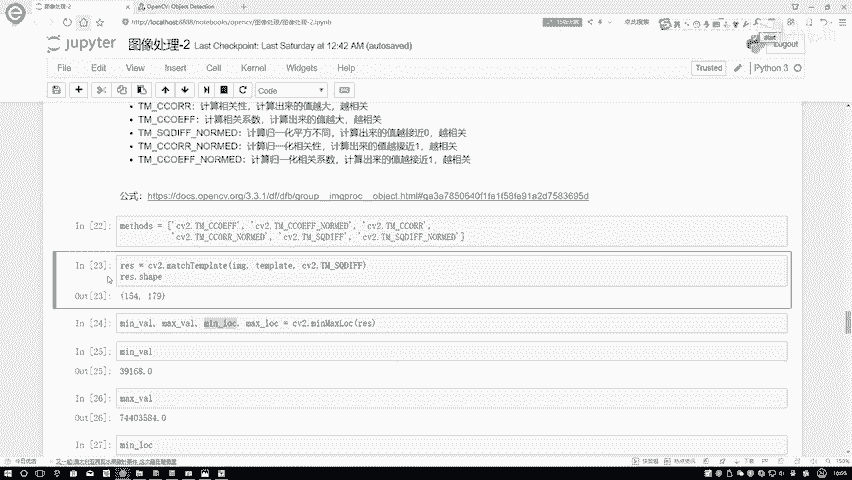 图像处理-2
OpenCV: Object Detection
http://localhost:8888/notebooks/opencv/图像处理/图像处理-2.ipynb
jupyter 图像处理-2 Last Checkpoint: Last Saturday at 12:42 AM (autosaved)
Logout
File Edit View Insert Cell Kernel Widgets Help
Trusted Python 3
Code
TM_CCORR：计算相关性，计算出来的值越大，越相关
TM_CCOEFF：计算相关系数，计算出来的值越大，越相关
TM_SQDIFF_NORMED：计算归一化平方不同，计算出来的值越接近0，越相关
TM_CCORR_NORMED：计算归一化相关性，计算出来的值越接近1，越相关
TM_CCOEFF_NORMED：计算归一化相关系数，计算出来的值越接近1，越相关
公式：https://docs.opencv.org/3.3.1/df/dfb/group__imgproc__object.html#ga3a7850640f1fe1f58fe91a2d7583695d
In [22]: methods = ['cv2.TM_CCOEFF', 'cv2.TM_CCOEFF_NORMED', 'cv2.TM_CCORR',
'cv2.TM_CCORR_NORMED', 'cv2.TM_SQDIFF', 'cv2.TM_SQDIFF_NORMED']
In [23]: res = cv2.matchTemplate(img, template, cv2.TM_SQDIFF)
res.shape
Out[23]: (154, 179)
In [24]: min_val, max_val, min_loc, max_loc = cv2.minMaxLoc(res)
In [25]: min_val
Out[25]: 39168.0
In [26]: max_val
Out[26]: 74403584.0
In [27]: min_loc
150%